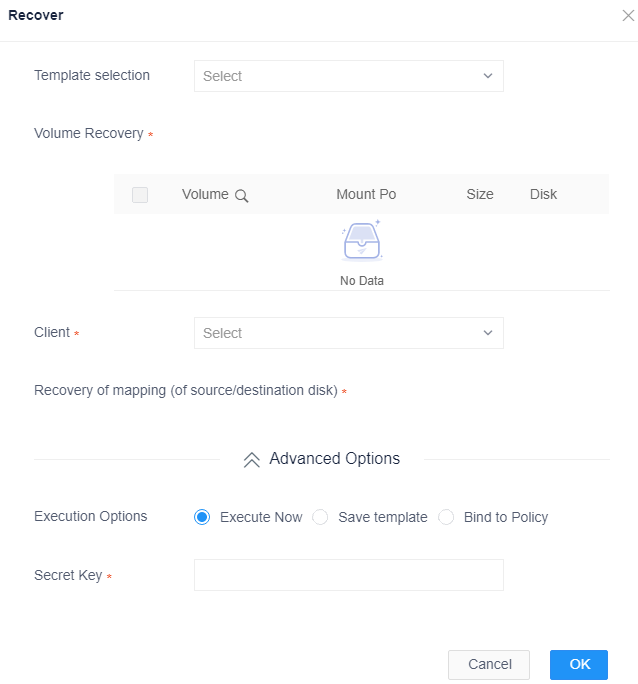 Recover
Template selection Select
Volume Recovery *
Volume Mount Po Size Disk
No Data
Client * Select
Recovery of mapping (of source/destination disk) *
Advanced Options
Execution Options Execute Now Save template Bind to Policy
Secret Key *
Cancel OK